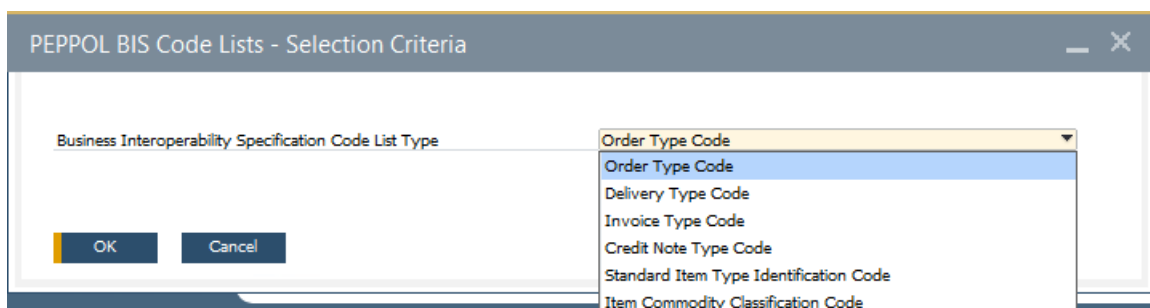 PEPPOL BIS Code Lists - Selection Criteria
Business Interoperability Specification Code List Type
Order Type Code
Order Type Code
Delivery Type Code
Invoice Type Code
OK Cancel
Credit Note Type Code
Standard Item Type Identification Code
Item Commodity Classification Code